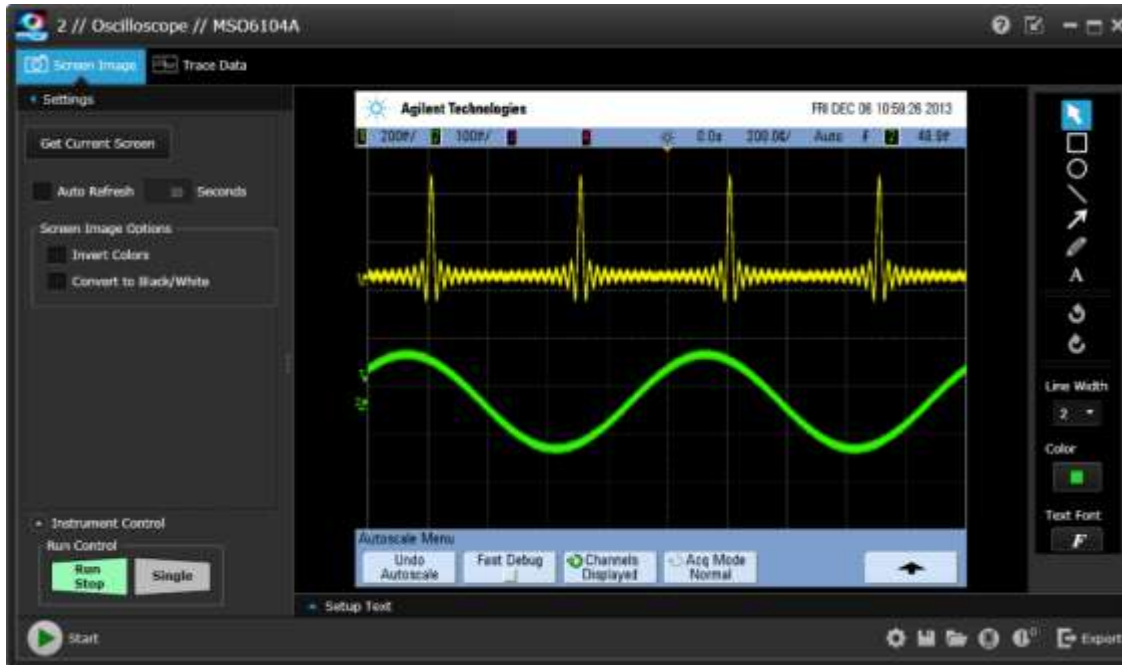 2 // Oscilloscope // MSO6104A
Screen Image
Trace Data
Settings
Get Current Screen
Auto Refresh
Seconds
Screen Image Options
Invert Colors
Convert to Black/White
Instrument Control
Run Control
Run
Stop
Single
Agilent Technologies
FRI DEC 06 10:59:26 2013
0.0s
Auto
Autoscale Menu
Undo
Autoscale
Fast Debug
Channels
Displayed
Acq Mode
Normal
Setup Text
A
Line Width
2
Color
Text Font
F
Start
Export